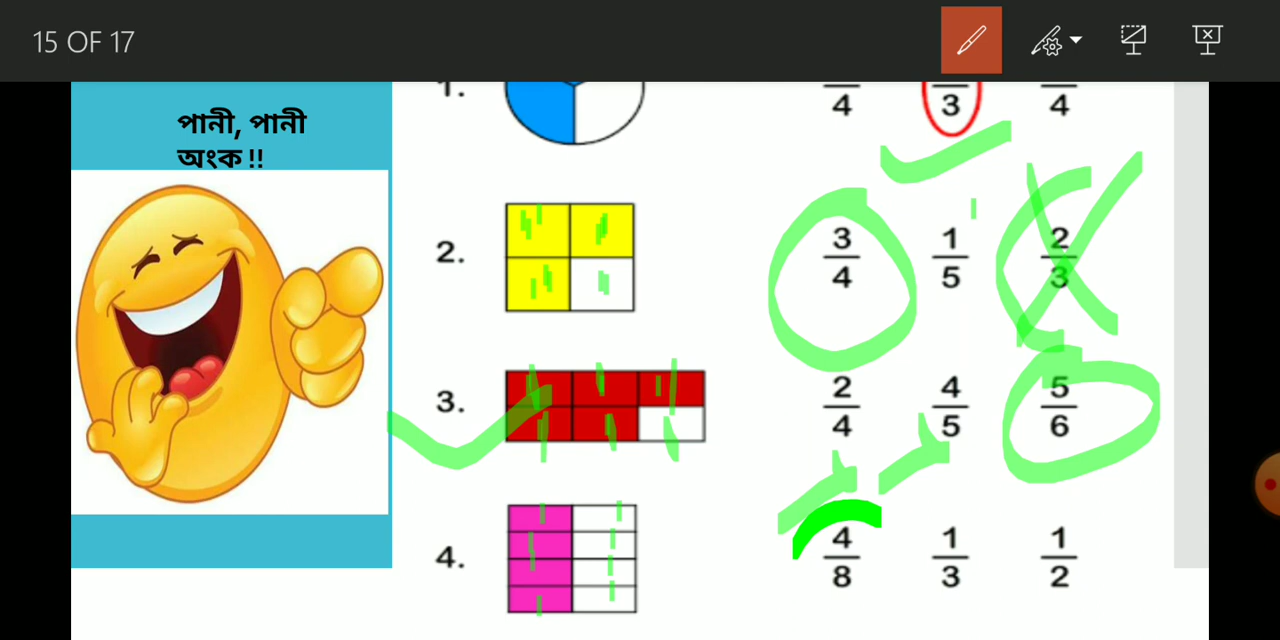 15 OF 17
পানী, পানী
অংক !!
1. /4 /3 /4
2. 3/4 1/5 2/3
3. 2/4 4/5 5/6
4. 4/8 1/3 1/2